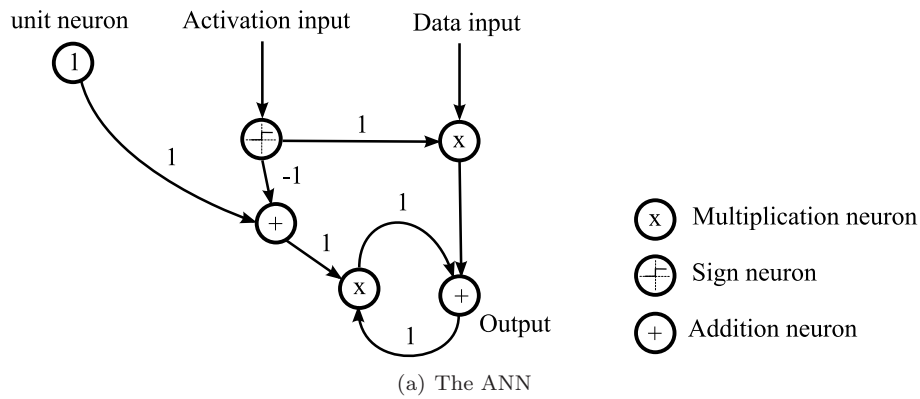 unit neuron
Activation input
Data input
1
1
1
-1
x
+
1
1
x
+
1
Output
x Multiplication neuron
Sign neuron
+ Addition neuron
(a) The ANN